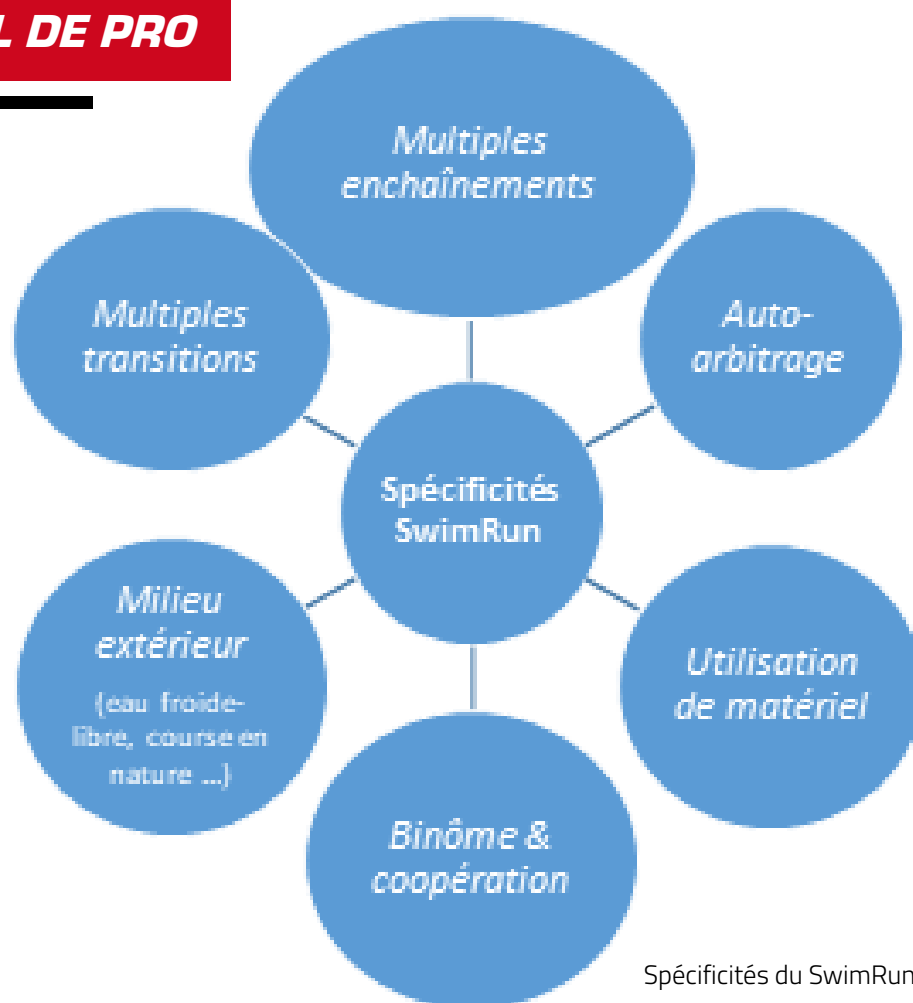 L DE PRO
Multiples
enchaînements
Multiples
transitions
Auto-
arbitrage
Spécificités
SwimRun
Milieu
extérieur
(eau froide-
libre, course en
nature ...)
Utilisation
de matériel
Binôme &
coopération
Spécificités du SwimRun